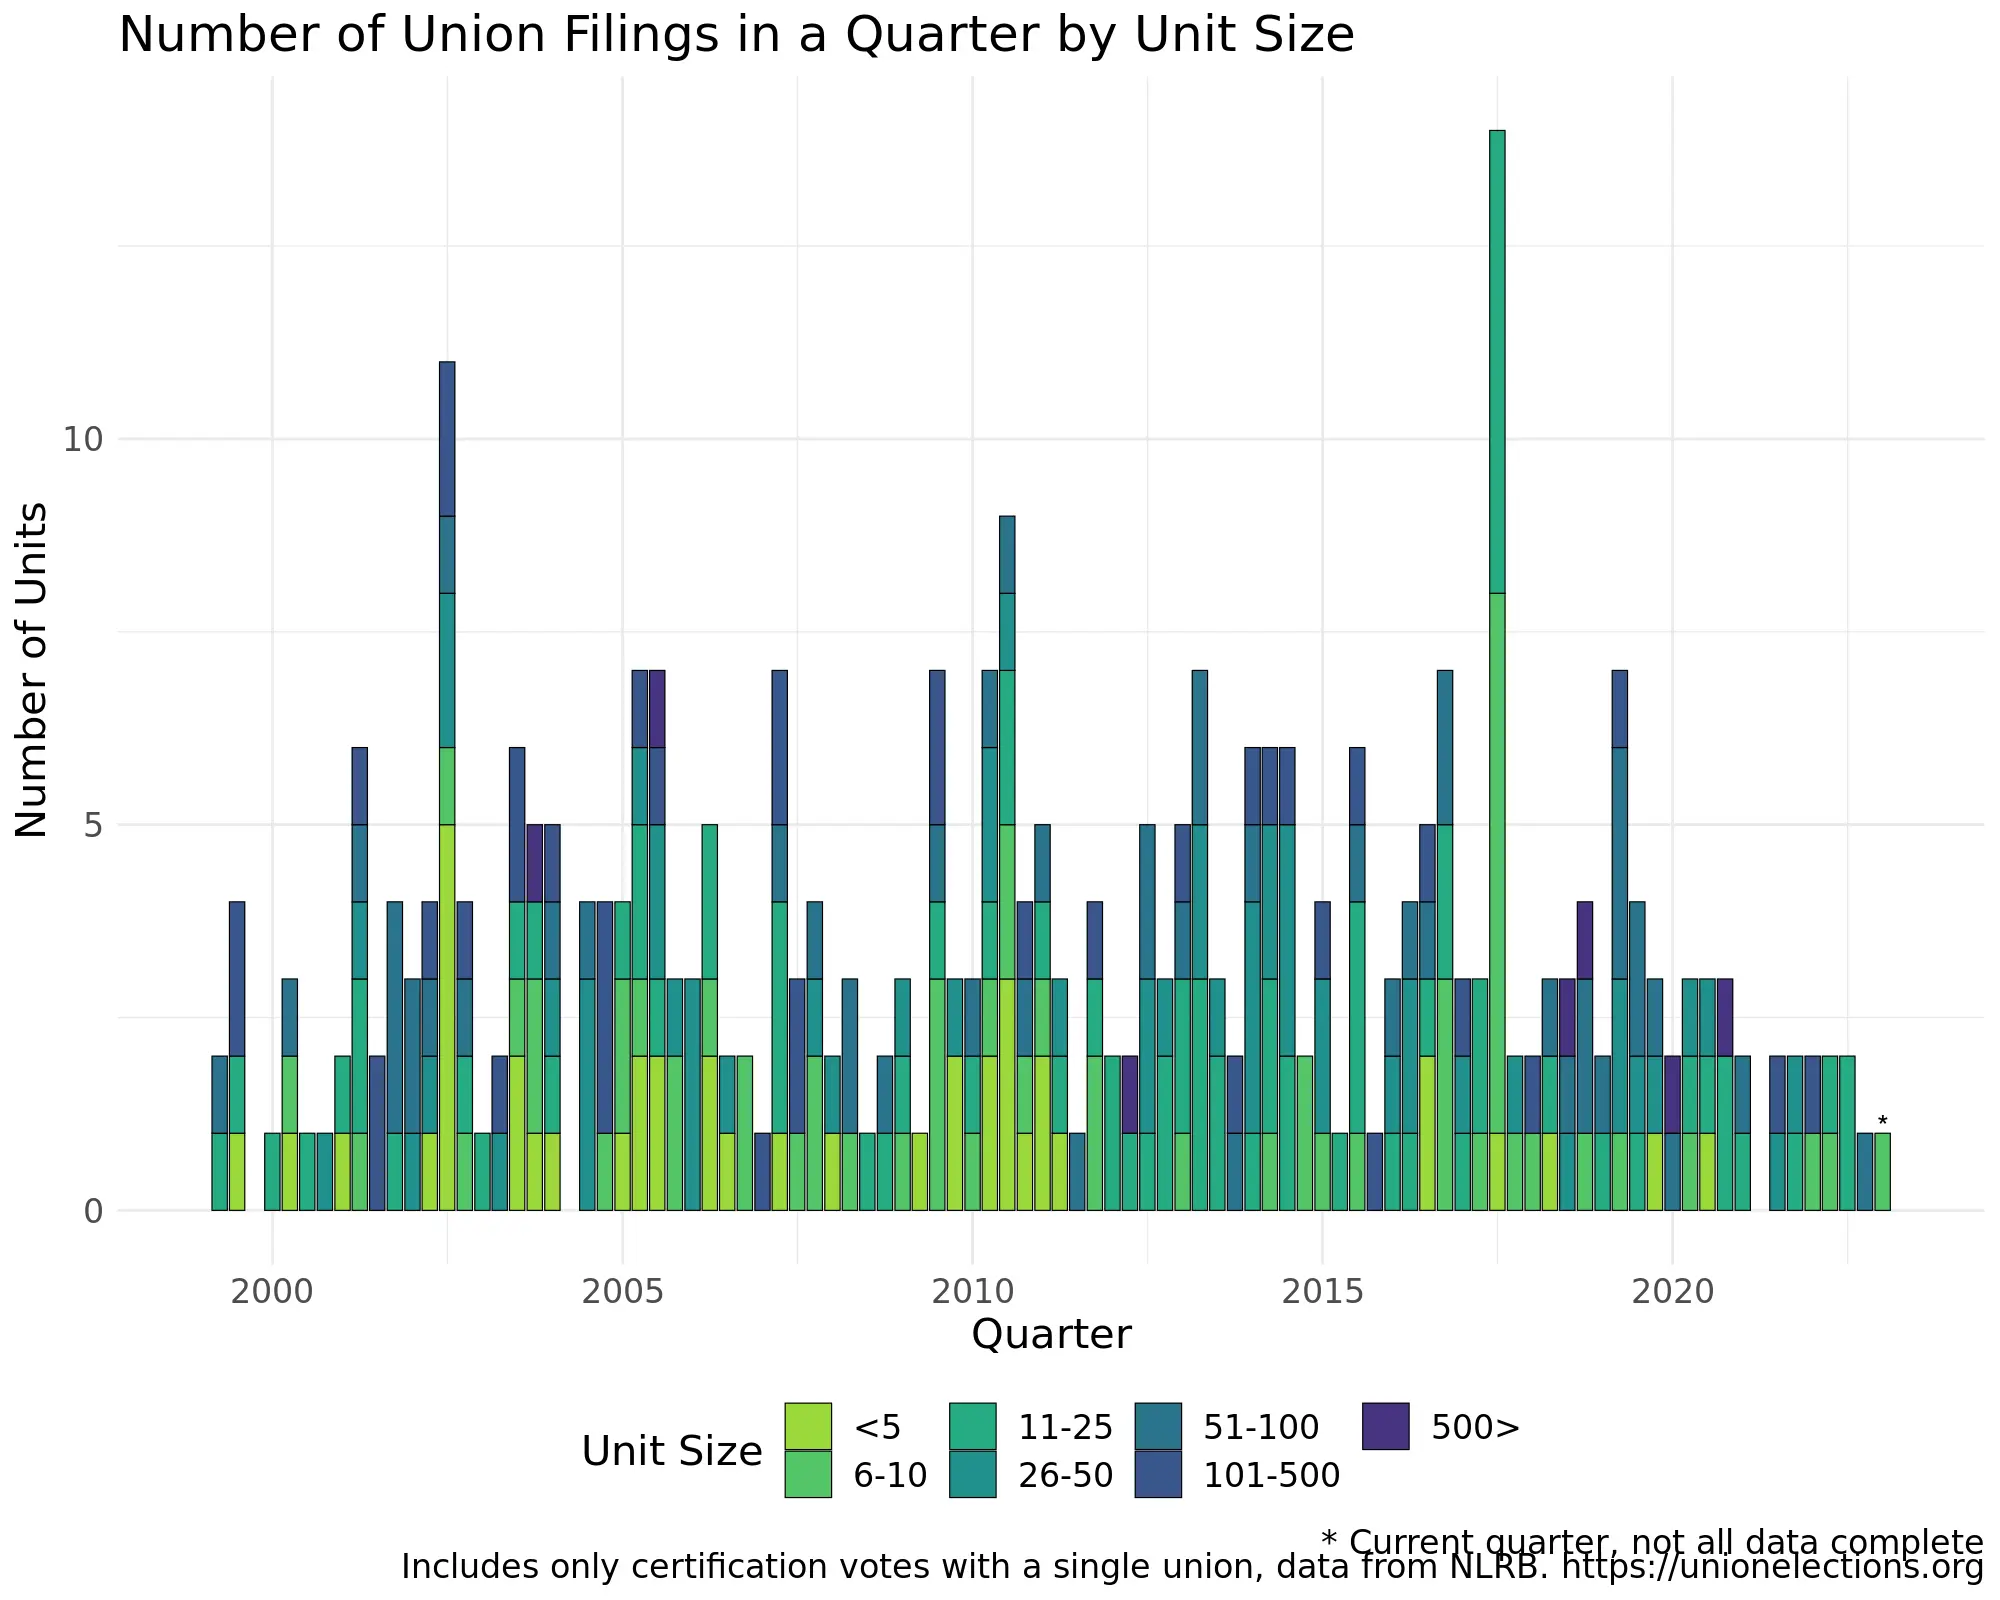 Number of Union Filings in a Quarter by Unit Size
Number of Units
10
5
0
*
2000 2005 2010 2015 2020
Quarter
Unit Size
<5 11-25 51-100 500>
6-10 26-50 101-500
* Current quarter, not all data complete
Includes only certification votes with a single union, data from NLRB. https://unionelections.org